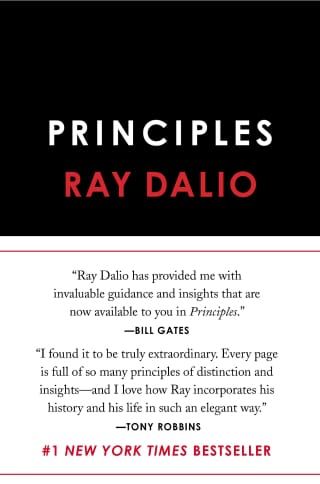 PRINCIPLES
RAY DALIO
“Ray Dalio has provided me with
invaluable guidance and insights that are
now available to you in Principles.”
—BILL GATES
“I found it to be truly extraordinary. Every page
is full of so many principles of distinction and
insights—and I love how Ray incorporates his
history and his life in such an elegant way.”
—TONY ROBBINS
#1 NEW YORK TIMES BESTSELLER